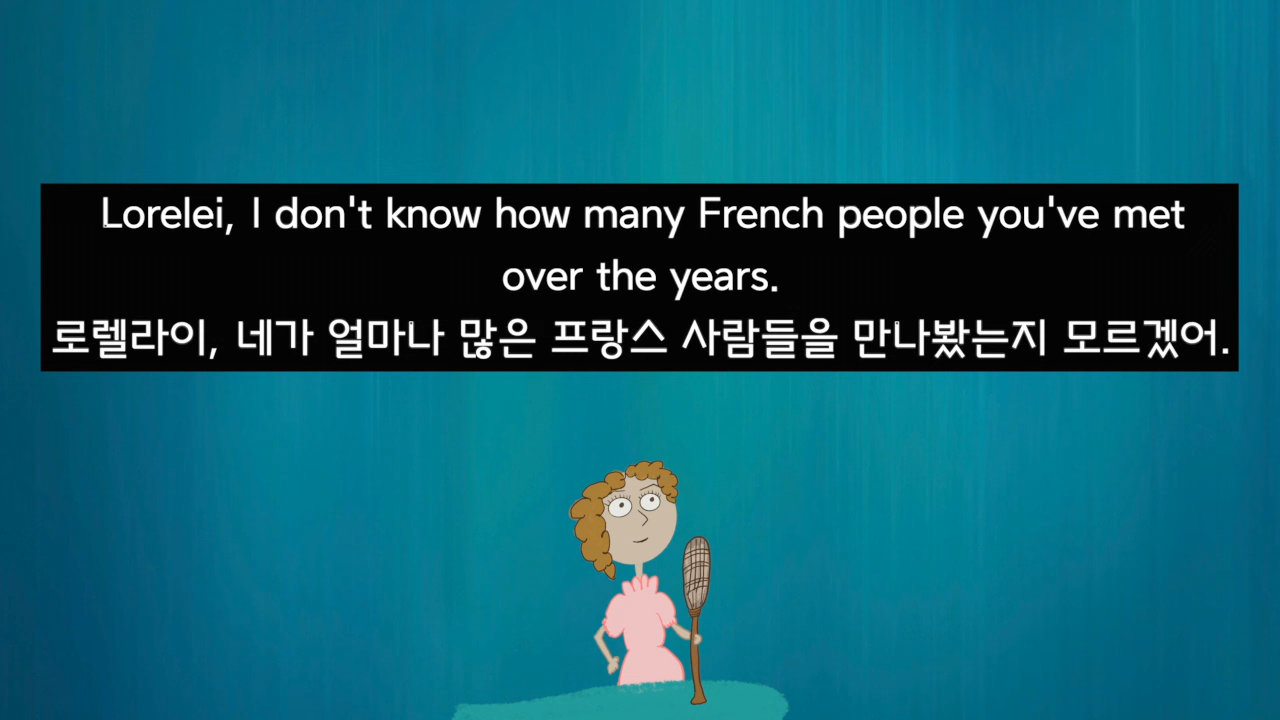 Lorelei, I don't know how many French people you've met
over the years.
로렐라이, 네가 얼마나 많은 프랑스 사람들을 만나봤는지 모르겠어.